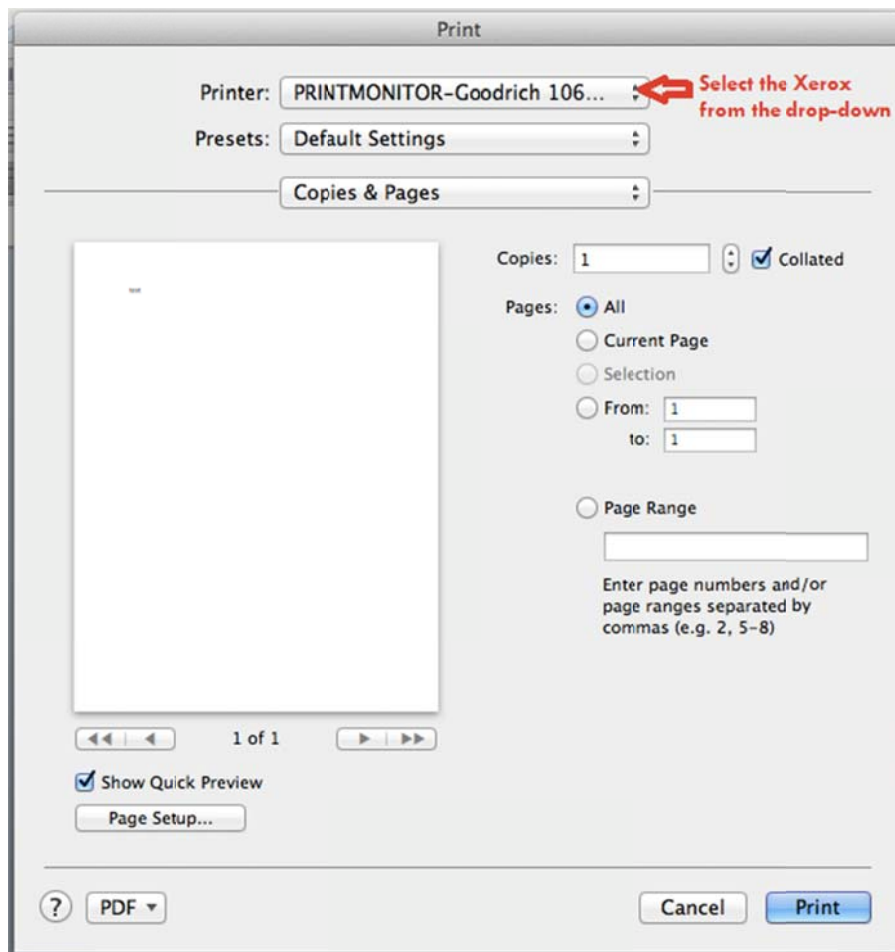 Print
Printer: PRINTMONITOR-Goodrich 106...
Select the Xerox
from the drop-down
Presets: Default Settings
Copies & Pages
Copies: 1 Collated
Pages: All
Current Page
Selection
From: 1
to: 1
Page Range
Enter page numbers and/or
page ranges separated by
commas (e.g. 2, 5-8)
1 of 1
Show Quick Preview
Page Setup...
? PDF Cancel Print